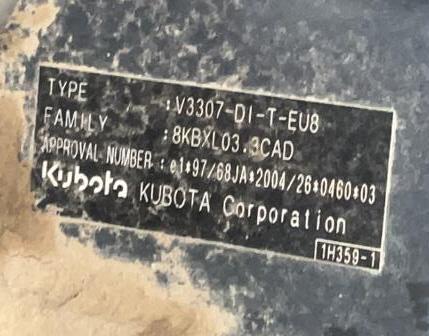 TYPE :V3307-DI-T-EU8
FAMILY :8KBXL03.3CAD
APPROVAL NUMBER :e1*97/68JA*2004/26*0460*03
Kubota KUBOTA Corporation
1H359-1